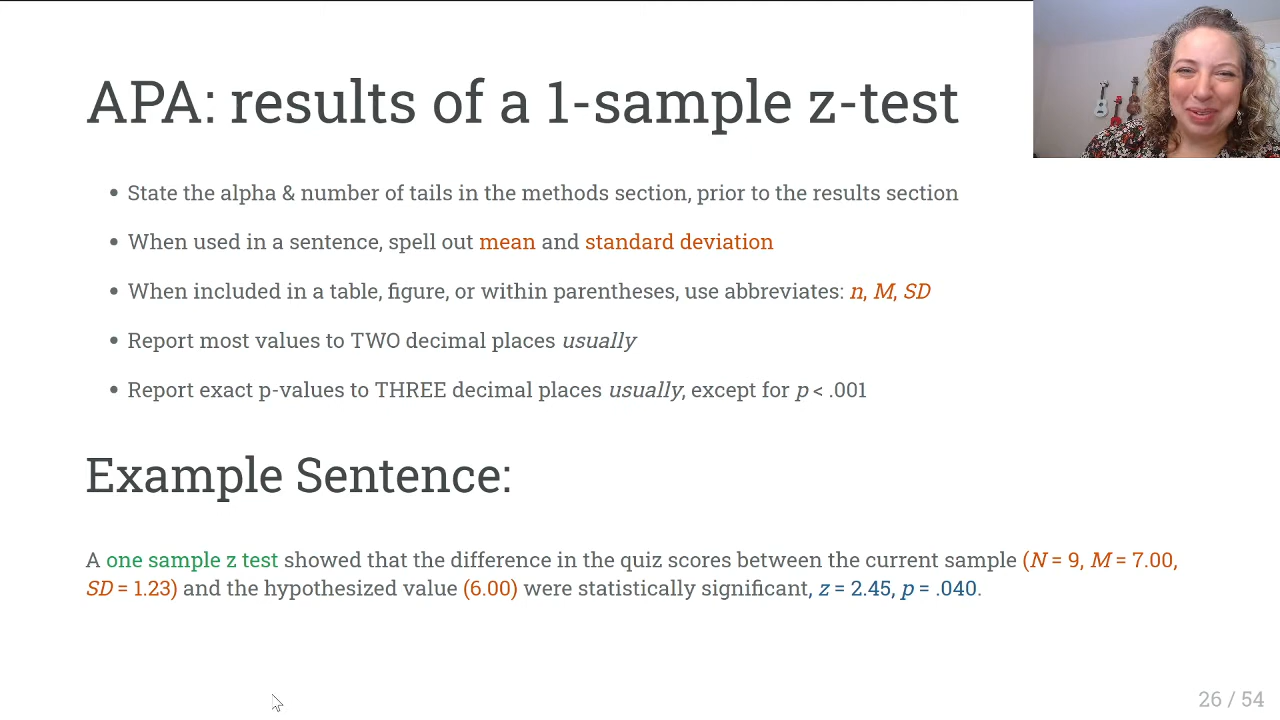 APA: results of a 1-sample z-test
• State the alpha & number of tails in the methods section, prior to the results section
• When used in a sentence, spell out mean and standard deviation
• When included in a table, figure, or within parentheses, use abbreviates: n, M, SD
• Report most values to TWO decimal places usually
• Report exact p-values to THREE decimal places usually, except for p < .001
Example Sentence:
A one sample z test showed that the difference in the quiz scores between the current sample (N = 9, M = 7.00,
SD = 1.23) and the hypothesized value (6.00) were statistically significant, z = 2.45, p = .040.
26 / 54